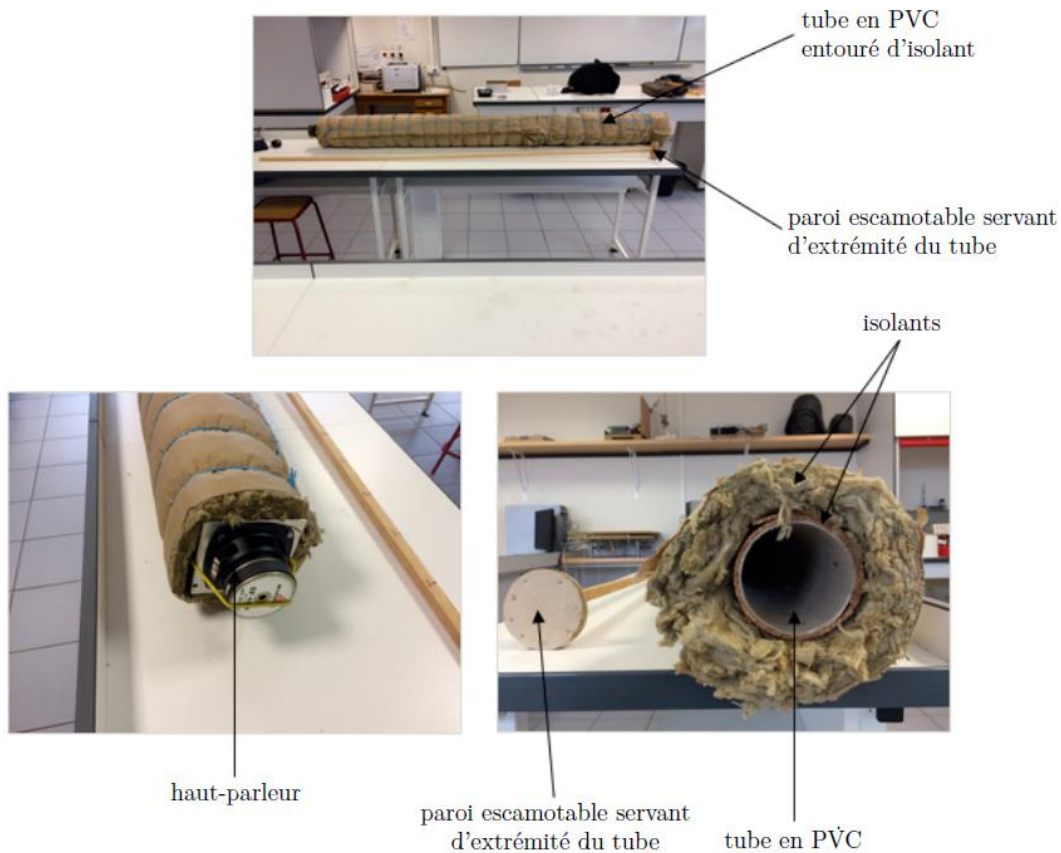 tube en PVC
entouré d'isolant
paroi escamotable servant
d'extrémité du tube
isolants
haut-parleur
paroi escamotable servant
d'extrémité du tube
tube en PVC